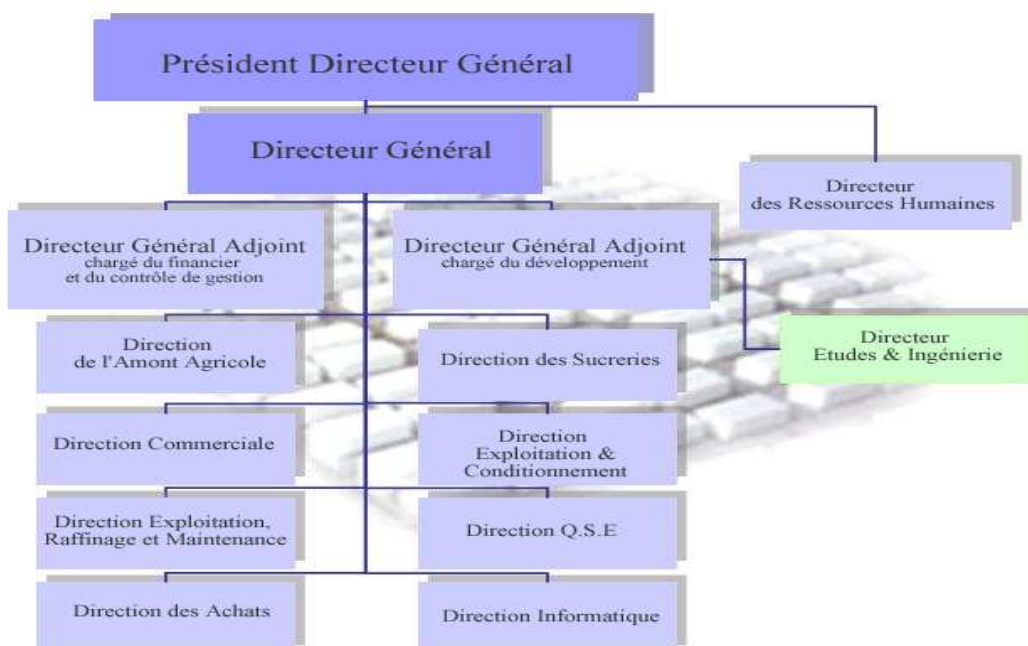 Président Directeur Général
Directeur Général
Directeur
des Ressources Humaines
Directeur Général Adjoint
chargé du financier
et du contrôle de gestion
Directeur Général Adjoint
chargé du développement
Directeur
Etudes & Ingénierie
Direction
de l'Amont Agricole
Direction des Sucreries
Direction Commerciale
Direction
Exploitation &
Conditionnement
Direction Exploitation,
Raffinage et Maintenance
Direction Q.S.E
Direction des Achats
Direction Informatique